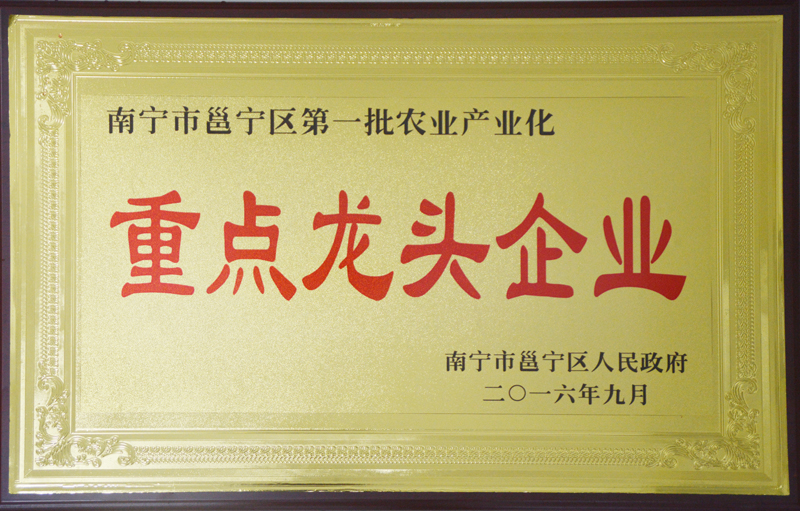 南宁市邕宁区第一批农业产业化
重点龙头企业
南宁市邕宁区人民政府
二〇一六年九月